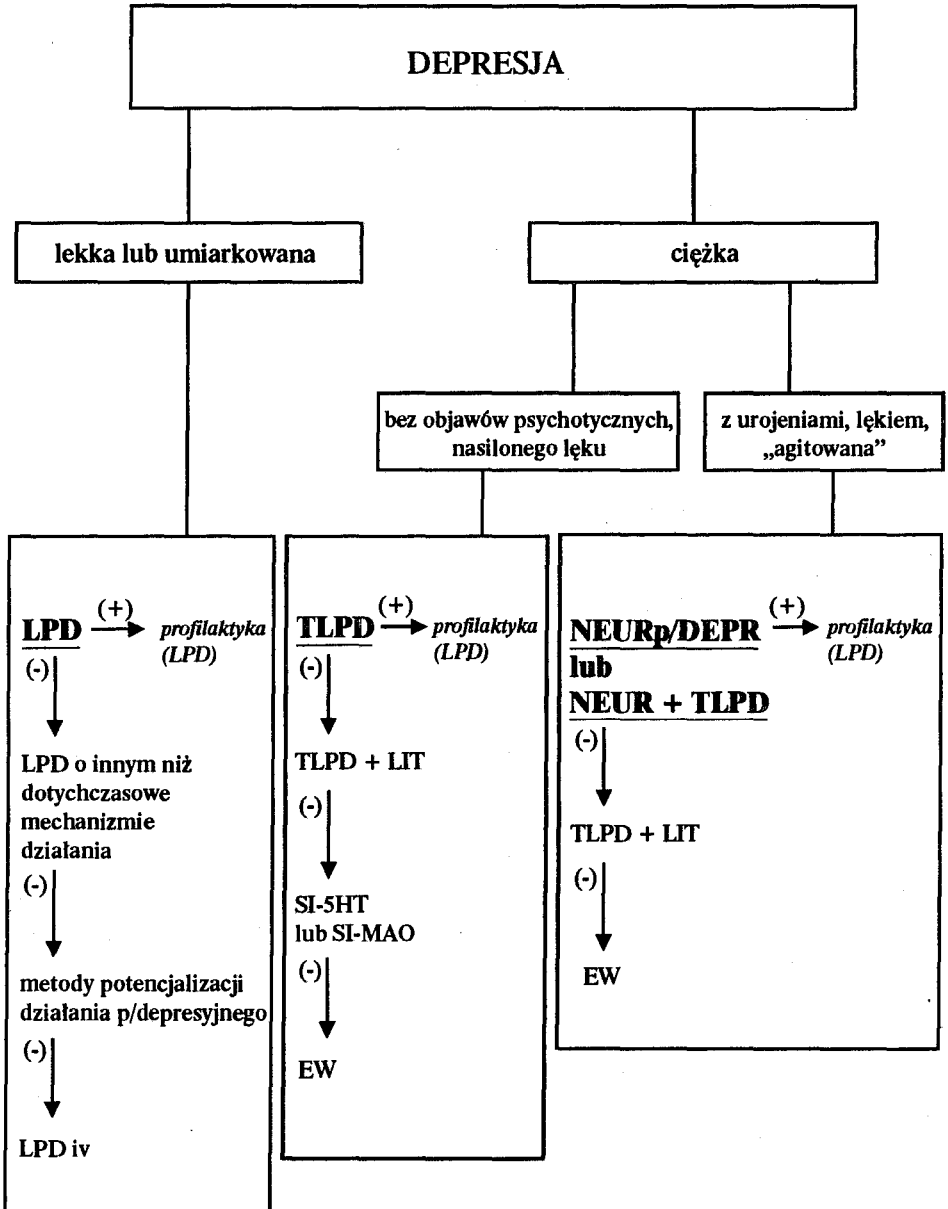 DEPRESJA
lekka lub umiarkowana
ciężka
bez objawów psychotycznych,
nasilonego lęku
z urojeniami, lękiem,
„agitowana”
LPD (+) profilaktyka
(LPD)
(-)
LPD o innym niż
dotychczasowe
mechanizmie
działania
(-)
metody potencjalizacji
działania p/depresyjnego
(-)
LPD iv
TLPD (+) profilaktyka
(LPD)
(-)
TLPD + LIT
(-)
SI-5HT
lub SI-MAO
(-)
EW
NEURp/DEPR (+) profilaktyka
lub (LPD)
NEUR + TLPD
(-)
TLPD + LIT
(-)
EW